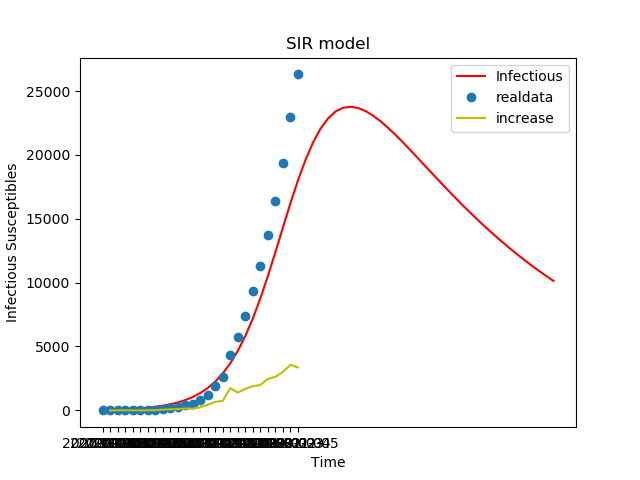 SIR model
Infectious
realdata
increase
25000
20000
15000
10000
5000
0
Infectious Susceptibles
Time